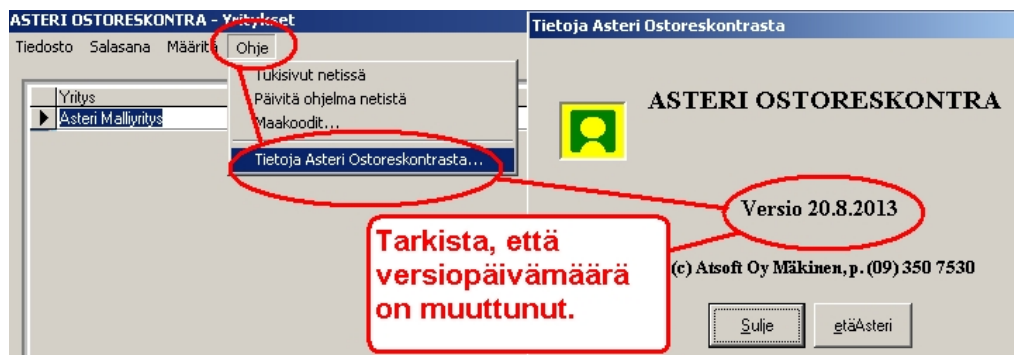 ASTERI OSTORESKONTRA - Yritykset
Tiedosto Salasana Määritä Ohje
Tukisivut netissä
Päivitä ohjelma netistä
Maakoodit...
Tietoja Asteri Ostoreskontrasta...
Yritys
Asteri Malliyritys
Tarkista, että
versiopäivämäärä
on muuttunut.
Tietoja Asteri Ostoreskontrasta
ASTERI OSTORESKONTRA
Versio 20.8.2013
(c) Atsoft Oy Mäkinen, p. (09) 350 7530
Sulje
etäAsteri